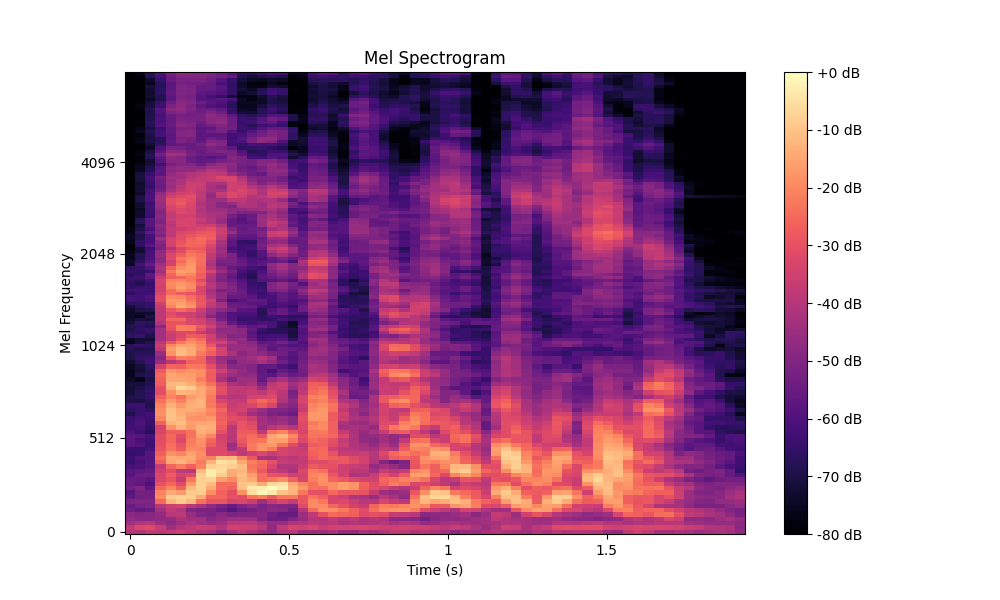 Mel Spectrogram
Mel Frequency
4096
2048
1024
512
0
0
0.5
1
1.5
Time (s)
+0 dB
-10 dB
-20 dB
-30 dB
-40 dB
-50 dB
-60 dB
-70 dB
-80 dB